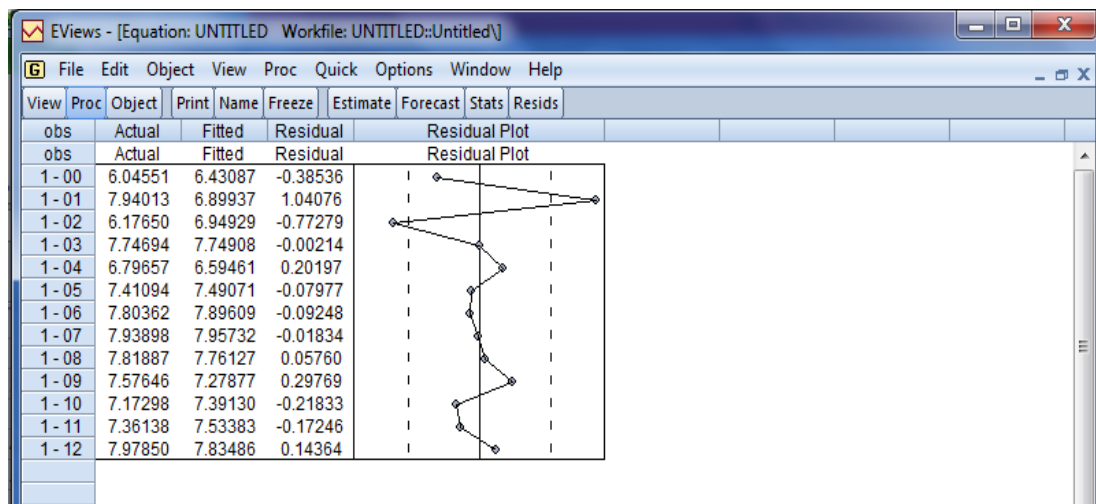 EViews - [Equation: UNTITLED Workfile: UNTITLED::Untitled\]
G File Edit Object View Proc Quick Options Window Help
View Proc Object Print Name Freeze Estimate Forecast Stats Resids
obs Actual Fitted Residual Residual Plot
obs Actual Fitted Residual Residual Plot
1 - 00 6.04551 6.43087 -0.38536
1 - 01 7.94013 6.89937 1.04076
1 - 02 6.17650 6.94929 -0.77279
1 - 03 7.74694 7.74908 -0.00214
1 - 04 6.79657 6.59461 0.20197
1 - 05 7.41094 7.49071 -0.07977
1 - 06 7.80362 7.89609 -0.09248
1 - 07 7.93898 7.95732 -0.01834
1 - 08 7.81887 7.76127 0.05760
1 - 09 7.57646 7.27877 0.29769
1 - 10 7.17298 7.39130 -0.21833
1 - 11 7.36138 7.53383 -0.17246
1 - 12 7.97850 7.83486 0.14364